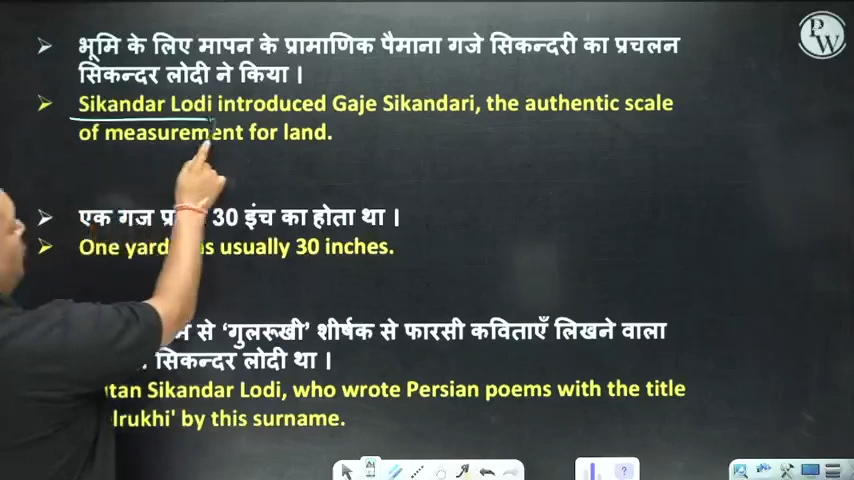 भूमि के लिए मापन के प्रामाणिक पैमाना गजे सिकन्दरी का प्रचलन
सिकन्दर लोदी ने किया ।
Sikandar Lodi introduced Gaje Sikandari, the authentic scale
of measurement for land.
एक गज 30 इंच का होता था ।
One yard usually 30 inches.
से ‘गुलरूखी’ शीर्षक से फारसी कविताएँ लिखने वाला
सिकन्दर लोदी था ।
Sikandar Lodi, who wrote Persian poems with the title
by this surname.
PW